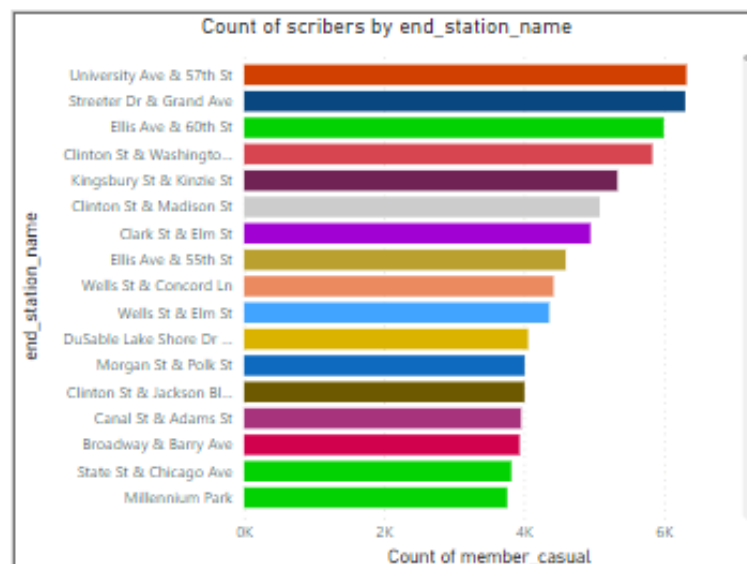 Count of scribers by end_station_name
University Ave & 57th St
Streeter Dr & Grand Ave
Ellis Ave & 60th St
Clinton St & Washingto...
Kingsbury St & Kinzie St
Clinton St & Madison St
Clark St & Elm St
Ellis Ave & 55th St
Wells St & Concord Ln
Wells St & Elm St
DuSable Lake Shore Dr ...
Morgan St & Polk St
Clinton St & Jackson Bl...
Canal St & Adams St
Broadway & Barry Ave
State St & Chicago Ave
Millennium Park
end_station_name
0K 2K 4K 6K
Count of member_casual